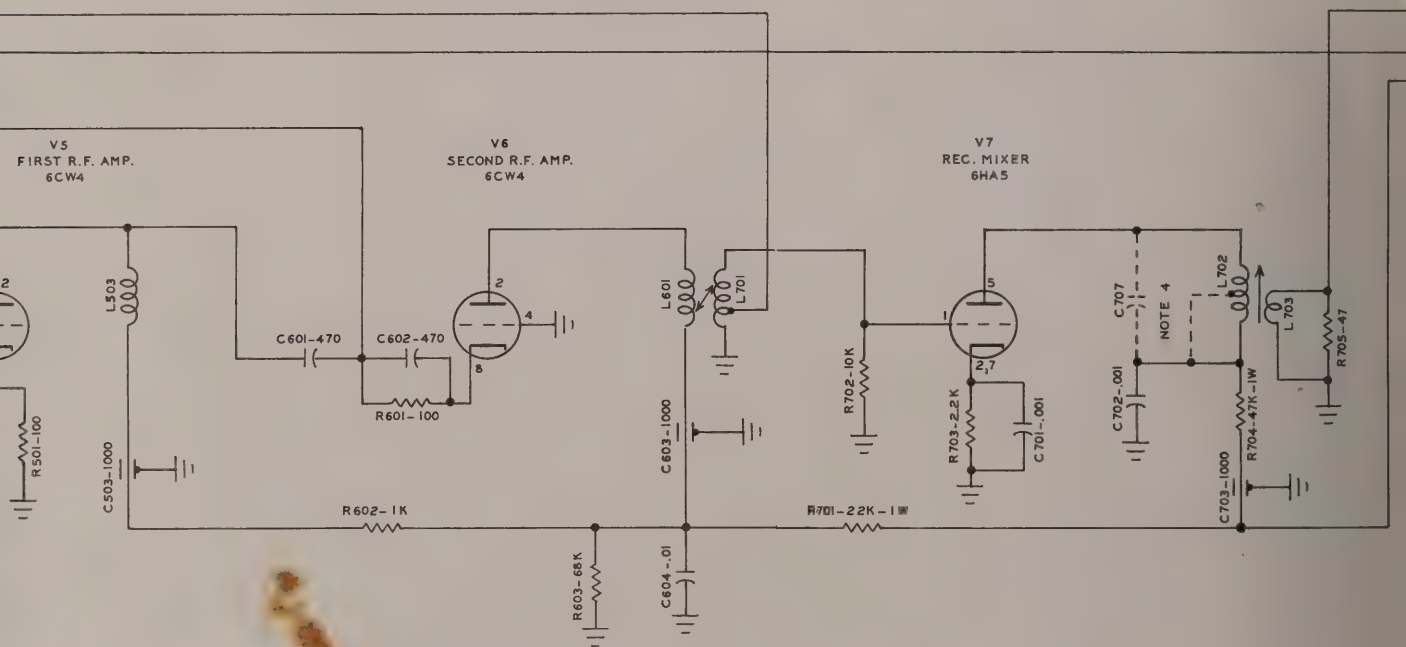 V5
FIRST R.F. AMP.
6CW4
V6
SECOND R.F. AMP.
6CW4
V7
REC. MIXER
6HA5
2
L503
C601-470
C602-470
R601-100
2
4
8
L601
L701
1
5
2,7
C707
NOTE 4
L702
L703
R705-47
R501-100
C503-1000
C603-1000
R702-10K
R703-2.2K
C701-.001
C702-.001
R704-47K-1W
C703-1000
R602-1K
R701-22K-1W
R603-68K
C604-.01